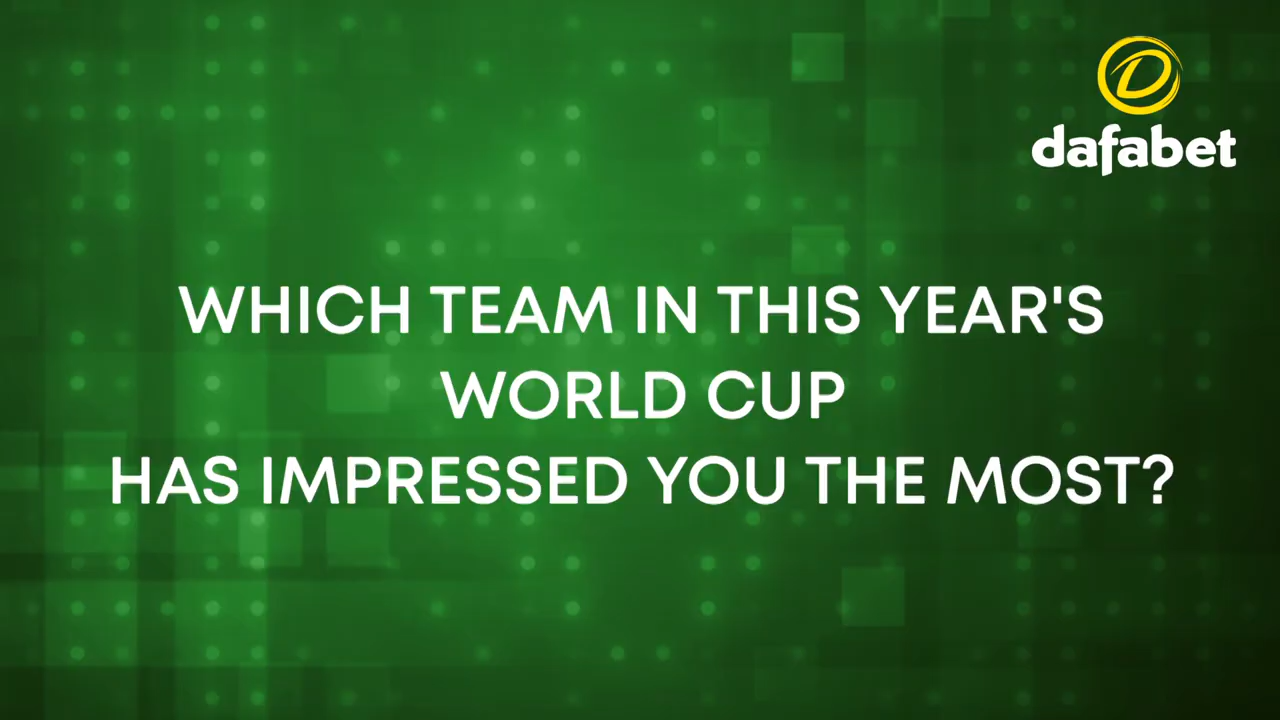 dafabet
WHICH TEAM IN THIS YEAR'S
WORLD CUP
HAS IMPRESSED YOU THE MOST?